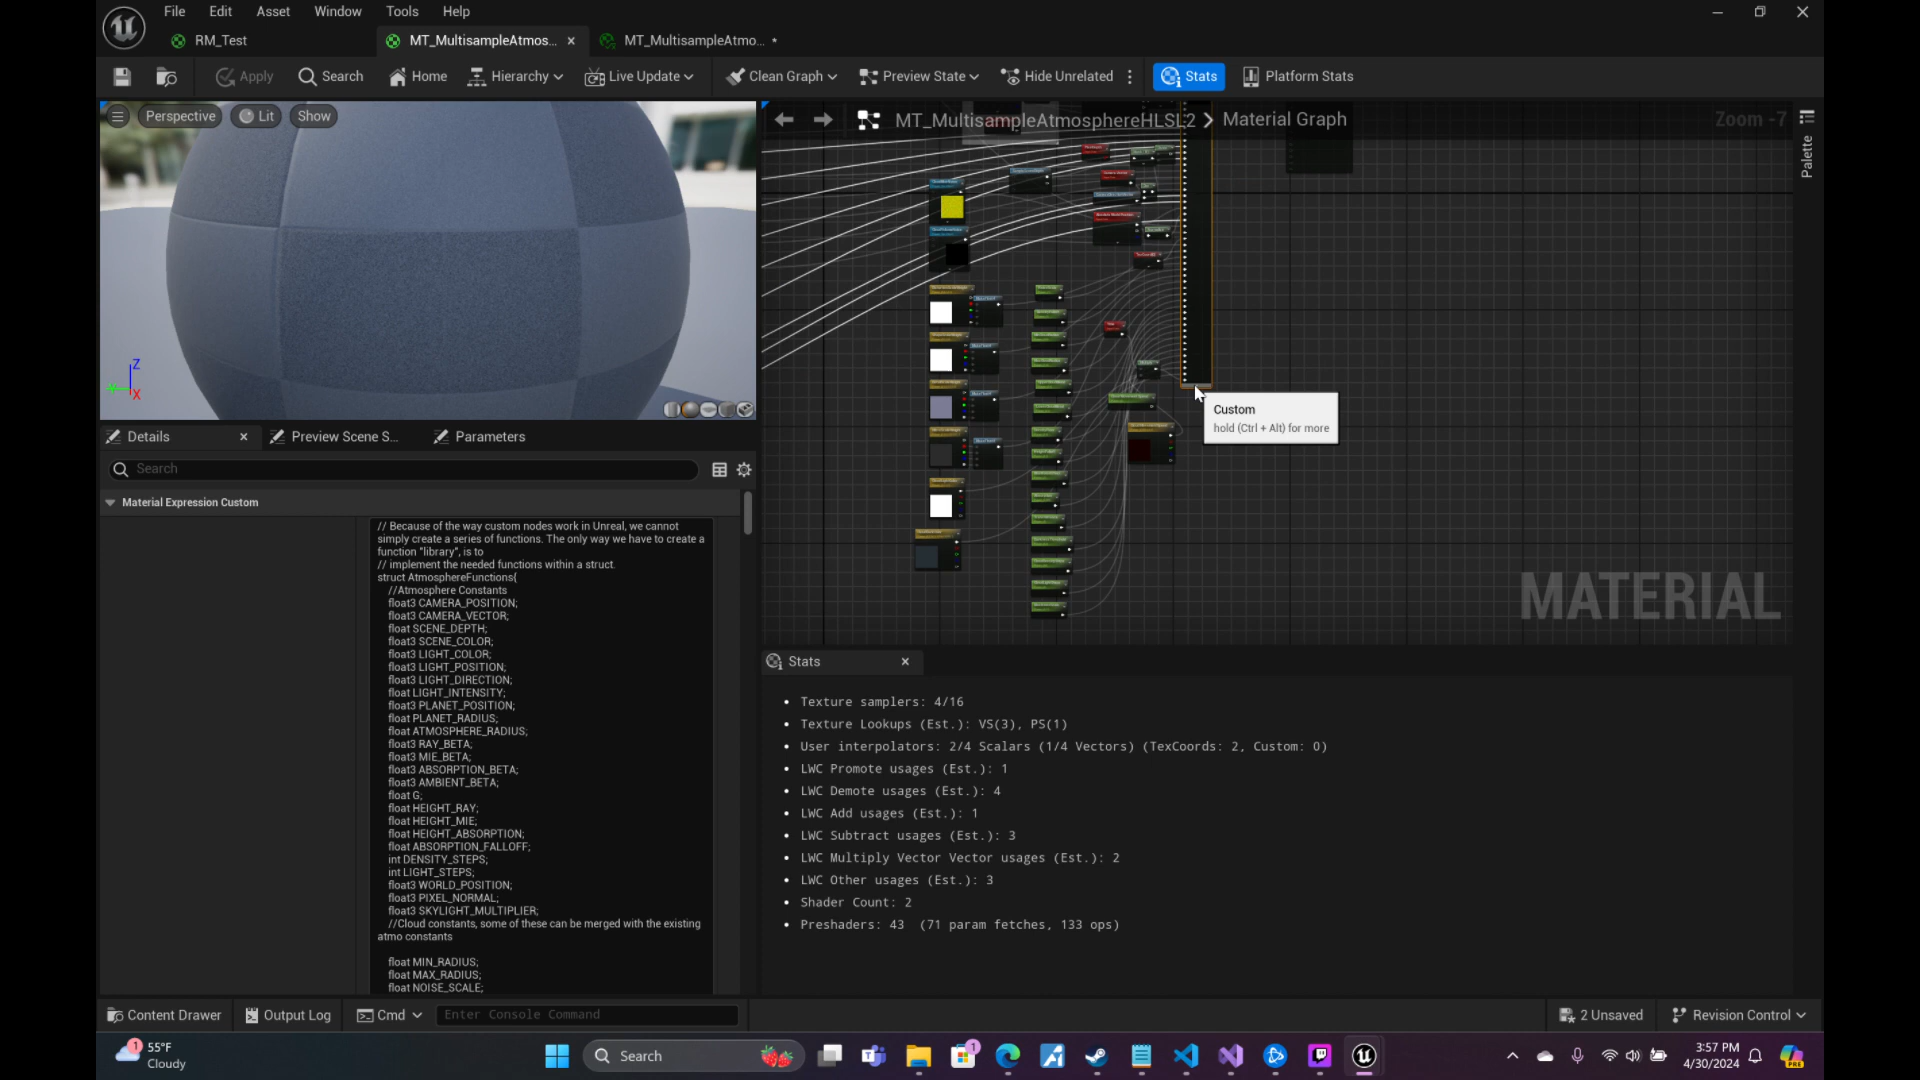 File Edit Asset Window Tools Help
RM_Test MT_MultisampleAtmos... MT_MultisampleAtmo... •
Apply Search Home Hierarchy Live Update Clean Graph Preview State Hide Unrelated Stats Platform Stats
Perspective Lit Show
MT_MultisampleAtmosphereHLSL2 Material Graph Zoom -7
Palette
Z
X
Custom
hold (Ctrl + Alt) for more
MATERIAL
Details Preview Scene S... Parameters
Search
Material Expression Custom
// Because of the way custom nodes work in Unreal, we cannot
simply create a series of functions. The only way we have to create a
function "library", is to
// implement the needed functions within a struct.
struct AtmosphereFunctions{
//Atmosphere Constants
float3 CAMERA_POSITION;
float3 CAMERA_VECTOR;
float SCENE_DEPTH;
float3 SCENE_COLOR;
float3 LIGHT_COLOR;
float3 LIGHT_POSITION;
float3 LIGHT_DIRECTION;
float LIGHT_INTENSITY;
float3 PLANET_POSITION;
float PLANET_RADIUS;
float ATMOSPHERE_RADIUS;
float3 RAY_BETA;
float3 MIE_BETA;
float3 ABSORPTION_BETA;
float3 AMBIENT_BETA;
float G;
float HEIGHT_RAY;
float HEIGHT_MIE;
float HEIGHT_ABSORPTION;
float ABSORPTION_FALLOFF;
int DENSITY_STEPS;
int LIGHT_STEPS;
float3 WORLD_POSITION;
float3 PIXEL_NORMAL;
float3 SKYLIGHT_MULTIPLIER;
//Cloud constants, some of these can be merged with the existing
atmo constants
float MIN_RADIUS;
float MAX_RADIUS;
float NOISE_SCALE;
Stats
• Texture samplers: 4/16
• Texture Lookups (Est.): VS(3), PS(1)
• User interpolators: 2/4 Scalars (1/4 Vectors) (TexCoords: 2, Custom: 0)
• LWC Promote usages (Est.): 1
• LWC Demote usages (Est.): 4
• LWC Add usages (Est.): 1
• LWC Subtract usages (Est.): 3
• LWC Multiply Vector Vector usages (Est.): 2
• LWC Other usages (Est.): 3
• Shader Count: 2
• Preshaders: 43 (71 param fetches, 133 ops)
Content Drawer Output Log Cmd Enter Console Command 2 Unsaved Revision Control
1 55°F
Cloudy
Search
1
3:57 PM
4/30/2024
PRE